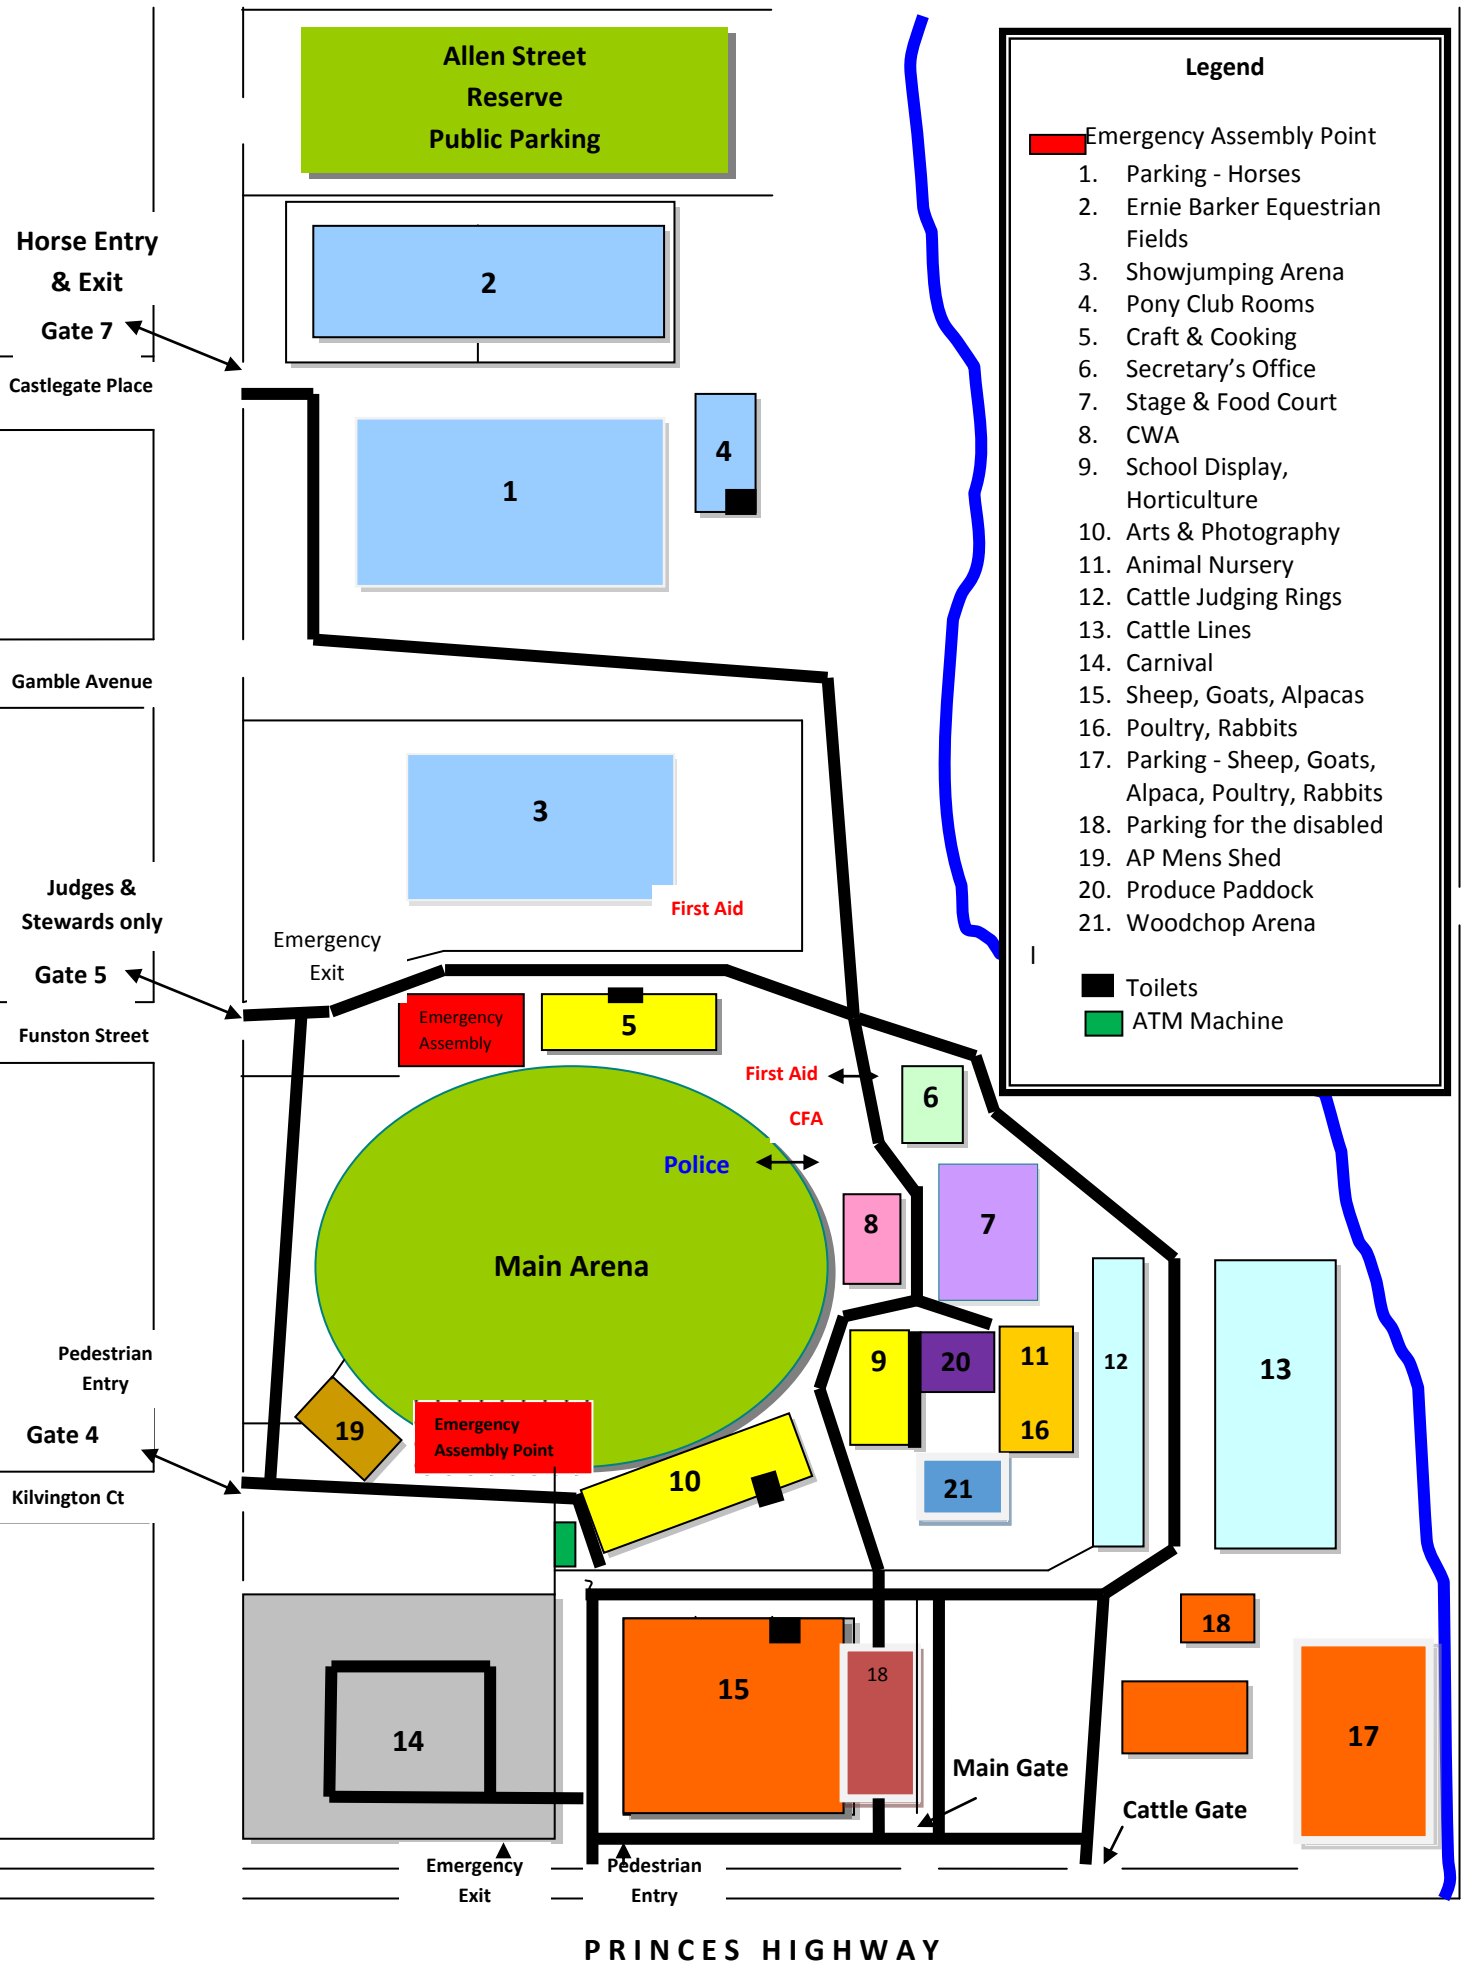 Allen Street
Reserve
Public Parking
Legend
Emergency Assembly Point
1. Parking - Horses
2. Ernie Barker Equestrian
Fields
3. Showjumping Arena
4. Pony Club Rooms
5. Craft & Cooking
6. Secretary’s Office
7. Stage & Food Court
8. CWA
9. School Display,
Horticulture
10. Arts & Photography
11. Animal Nursery
12. Cattle Judging Rings
13. Cattle Lines
14. Carnival
15. Sheep, Goats, Alpacas
16. Poultry, Rabbits
17. Parking - Sheep, Goats,
Alpaca, Poultry, Rabbits
18. Parking for the disabled
19. AP Mens Shed
20. Produce Paddock
21. Woodchop Arena
l
Toilets
ATM Machine
Horse Entry
& Exit
Gate 7
Castlegate Place
2
4
1
Gamble Avenue
3
First Aid
Judges &
Stewards only
Gate 5
Funston Street
Emergency
Exit
Emergency
Assembly
5
First Aid
CFA
Police
6
8
7
Main Arena
Pedestrian
Entry
Gate 4
Kilvington Ct
19
Emergency
Assembly Point
10
9
20
11
16
12
13
21
14
15
18
18
17
Main Gate
Cattle Gate
Emergency
Exit
Pedestrian
Entry
PRINCES HIGHWAY